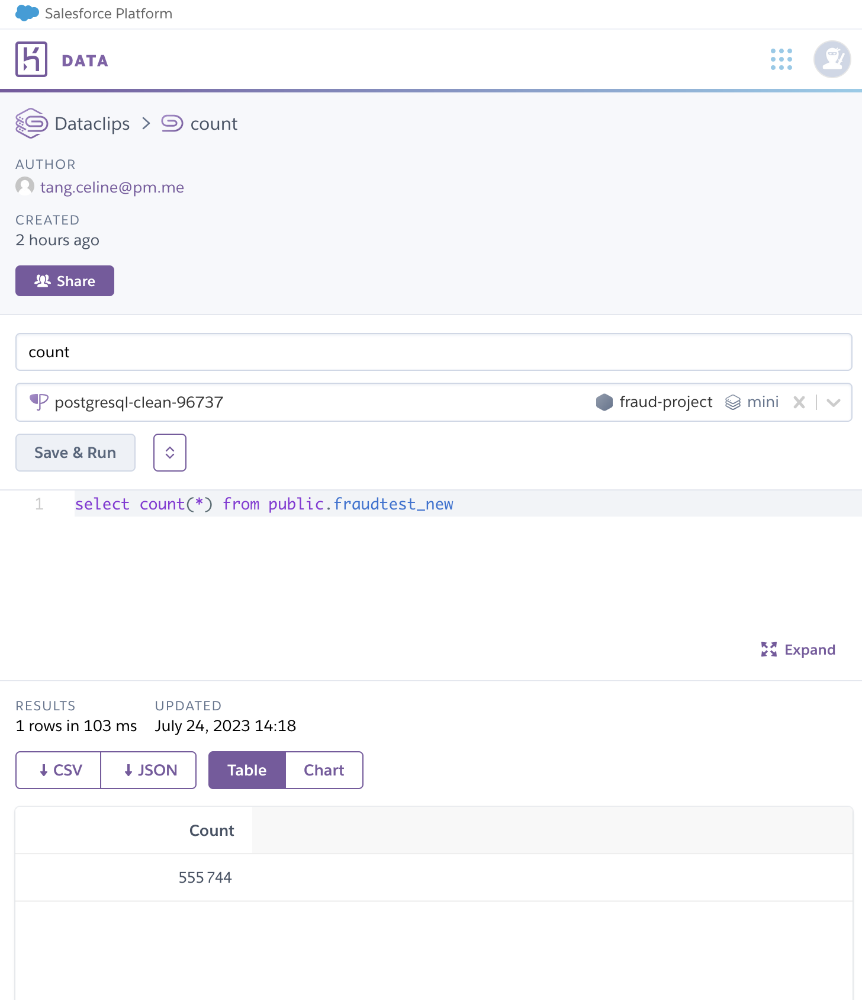 Salesforce Platform
DATA
Dataclips > count
AUTHOR
tang.celine@pm.me
CREATED
2 hours ago
Share
count
postgresql-clean-96737 fraud-project mini
Save & Run
1 select count(*) from public.fraudtest_new
Expand
RESULTS UPDATED
1 rows in 103 ms July 24, 2023 14:18
CSV JSON Table Chart
Count
555 744